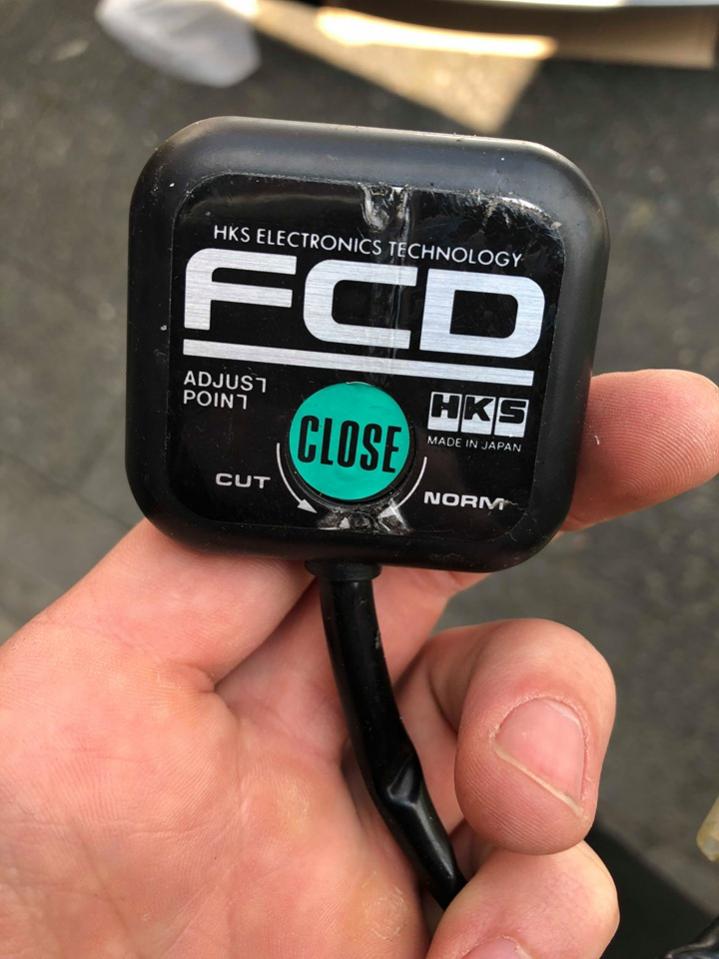 HKS ELECTRONICS TECHNOLOGY
FCD
ADJUST
POINT
HKS
MADE IN JAPAN
CLOSE
CUT
NORM